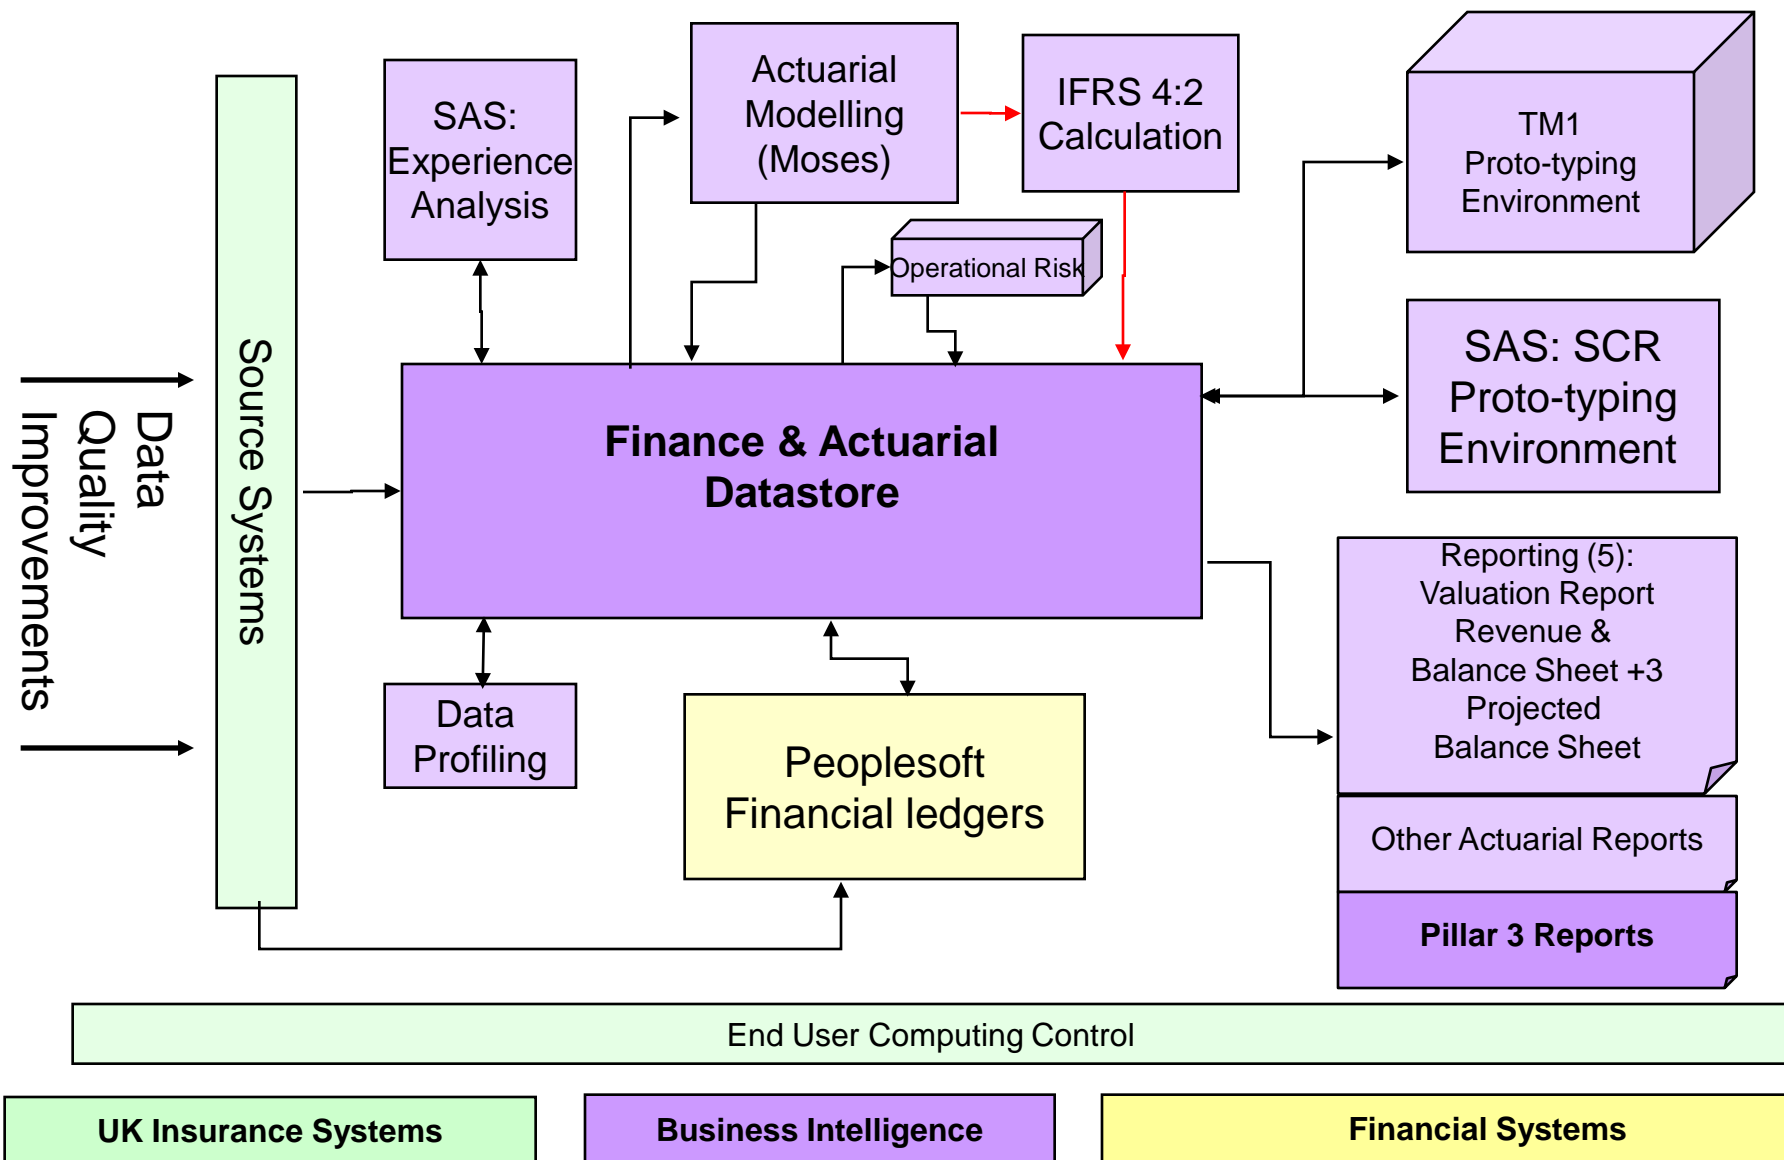 Data
Quality
Improvements
Source Systems
SAS:
Experience
Analysis
Actuarial
Modelling
(Moses)
IFRS 4:2
Calculation
Operational Risk
TM1
Proto-typing
Environment
SAS: SCR
Proto-typing
Environment
Finance & Actuarial
Datastore
Data
Profiling
Peoplesoft
Financial ledgers
Reporting (5):
Valuation Report
Revenue &
Balance Sheet +3
Projected
Balance Sheet
Other Actuarial Reports
Pillar 3 Reports
End User Computing Control
UK Insurance Systems
Business Intelligence
Financial Systems